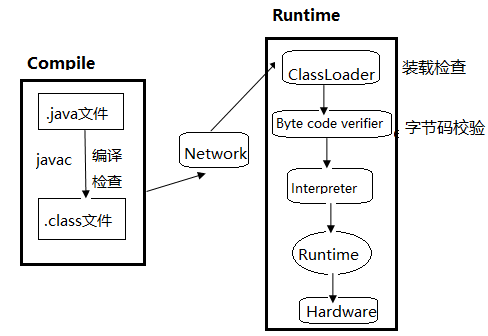 Runtime
Compile
ClassLoader
装载检查
.java文件
Byte code verifier
字节码校验
javac
编译
检查
Network
Interpreter
.class文件
Runtime
Hardware